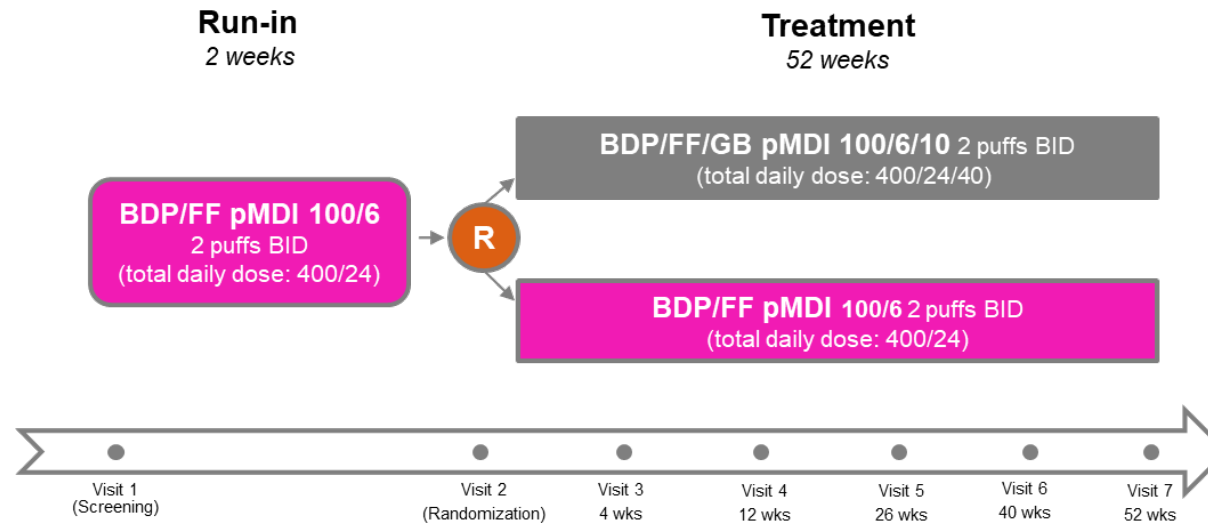 Run-in
2 weeks
Treatment
52 weeks
BDP/FF pMDI 100/6
2 puffs BID
(total daily dose: 400/24)
R
BDP/FF/GB pMDI 100/6/10 2 puffs BID
(total daily dose: 400/24/40)
BDP/FF pMDI 100/6 2 puffs BID
(total daily dose: 400/24)
Visit 1
(Screening)
Visit 2
(Randomization)
Visit 3
4 wks
Visit 4
12 wks
Visit 5
26 wks
Visit 6
40 wks
Visit 7
52 wks